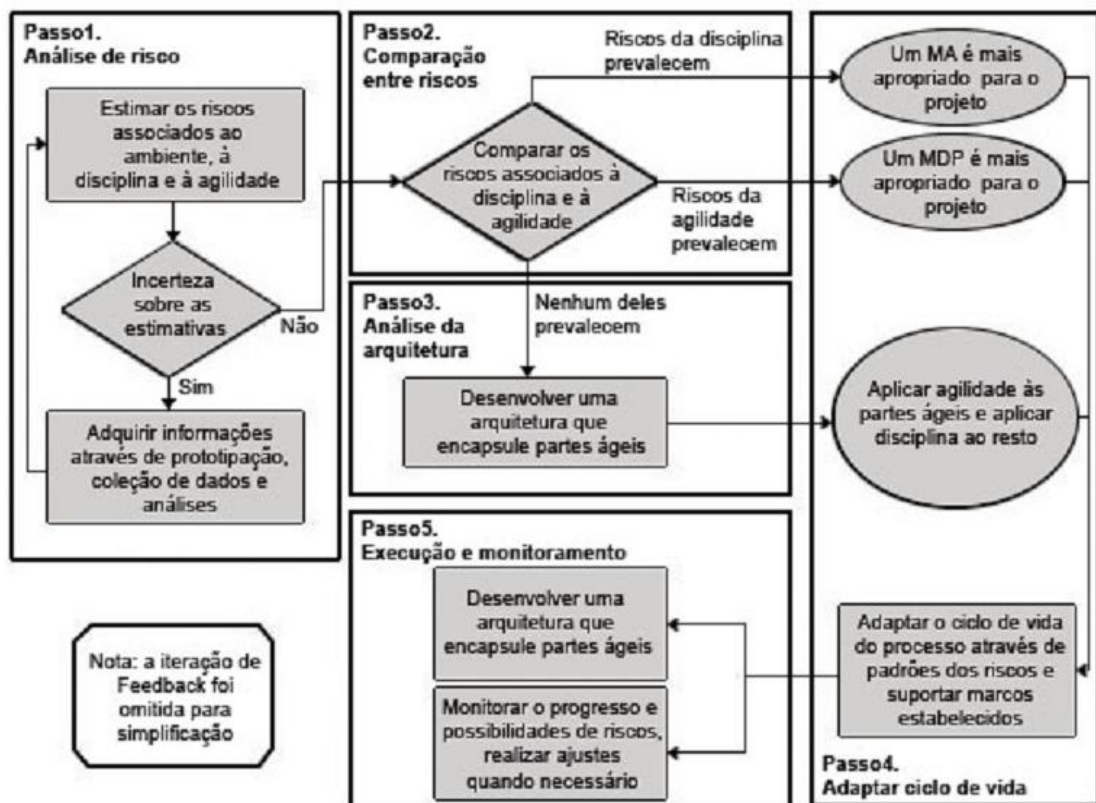 Passo1.
Análise de risco
Estimar os riscos
associados ao
ambiente, à
disciplina e à agilidade
Incerteza
sobre as
estimativas
Não
Sim
Adquirir informações
através de prototipação,
coleção de dados e
análises
Nota: a iteração de
Feedback foi
omitida para
simplificação
Passo2.
Comparação
entre riscos
Riscos da disciplina
prevalecem
Comparar os
riscos associados à
disciplina e à
agilidade
Riscos da
agilidade
prevalecem
Passo3.
Análise da
arquitetura
Nenhum deles
prevalecem
Desenvolver uma
arquitetura que
encapsule partes ágeis
Um MA é mais
apropriado para o
projeto
Um MDP é mais
apropriado para o
projeto
Aplicar agilidade às
partes ágeis e aplicar
disciplina ao resto
Adaptar o ciclo de vida
do processo através de
padrões dos riscos e
suportar marcos
estabelecidos
Passo4.
Adaptar ciclo de vida
Passo5.
Execução e monitoramento
Desenvolver uma
arquitetura que
encapsule partes ágeis
Monitorar o progresso e
possibilidades de riscos,
realizar ajustes
quando necessário